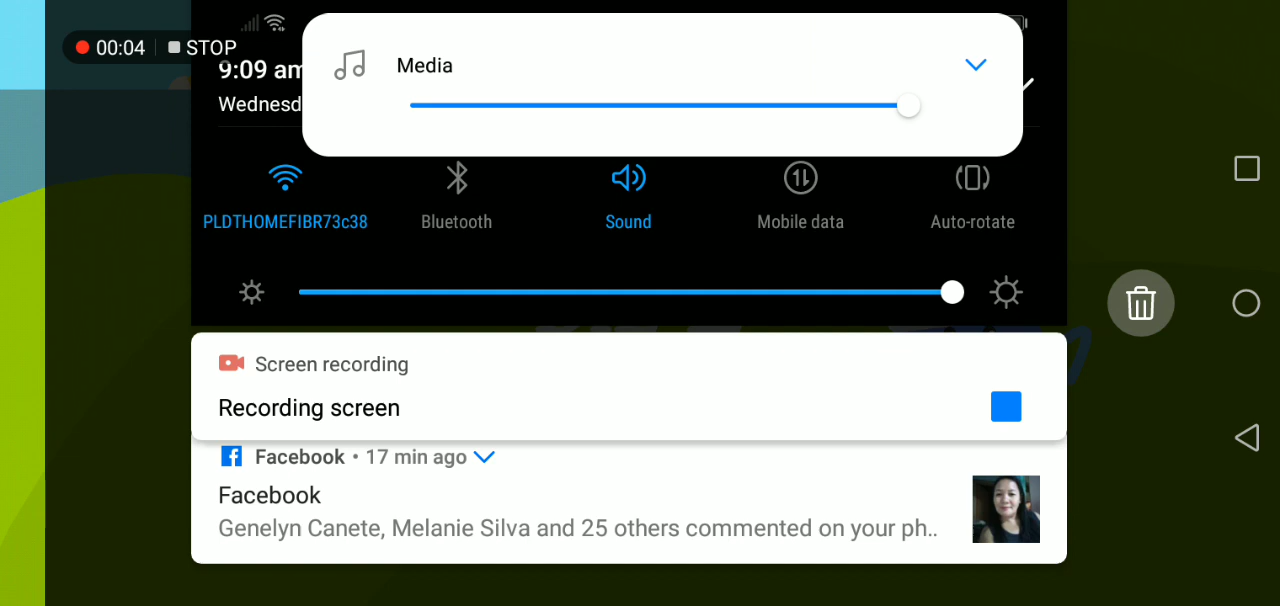 00:04 STOP
9:09 am
Wednesd
Media
PLDTHOMEFIBR73c38
Bluetooth
Sound
Mobile data
Auto-rotate
Screen recording
Recording screen
Facebook • 17 min ago
Facebook
Genelyn Canete, Melanie Silva and 25 others commented on your ph..